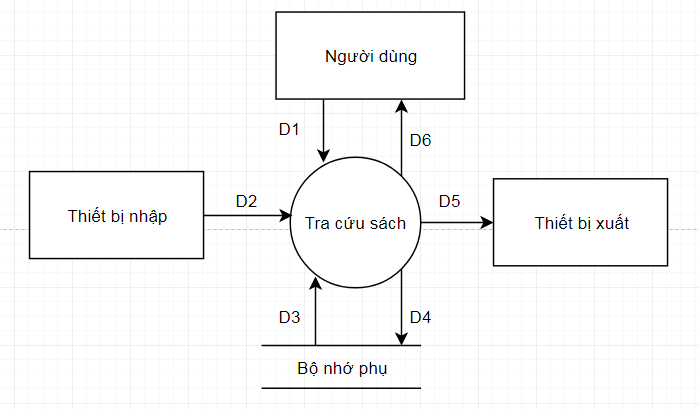 Người dùng
D1
D6
Thiết bị nhập
D2
Tra cứu sách
D5
Thiết bị xuất
D3
D4
Bộ nhớ phụ